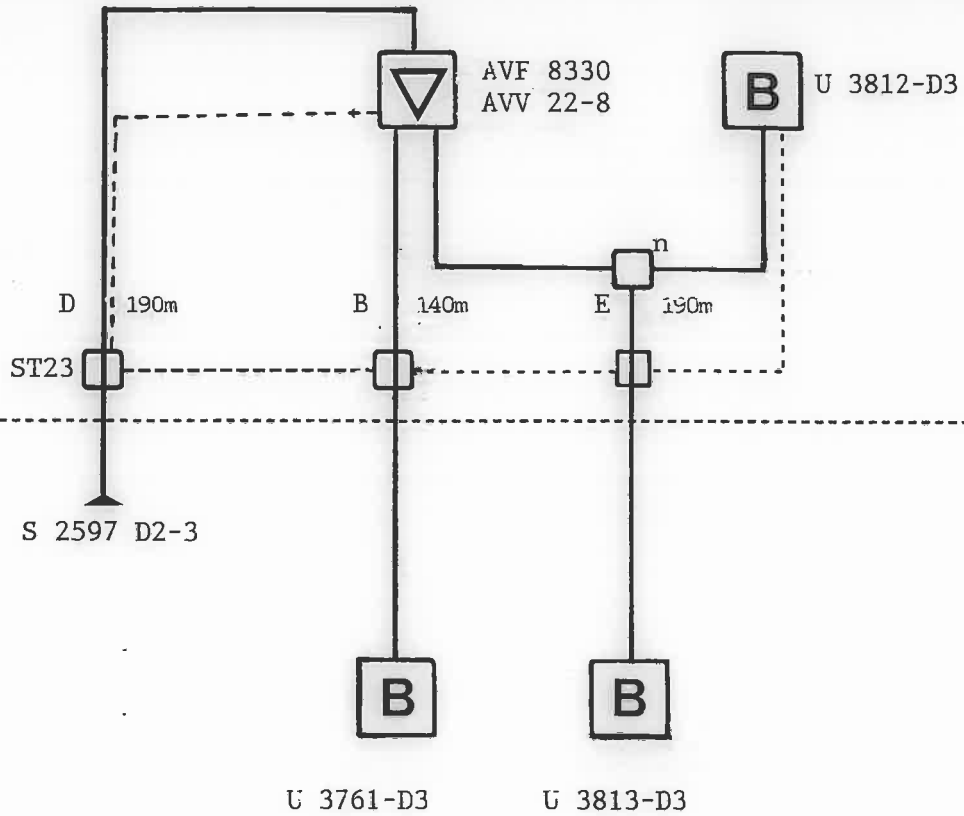 AVF 8330
AVV 22-8
B
U 3812-D3
n
D
190m
B
140m
E
190m
ST23
S 2597 D2-3
B
B
U 3761-D3
U 3813-D3